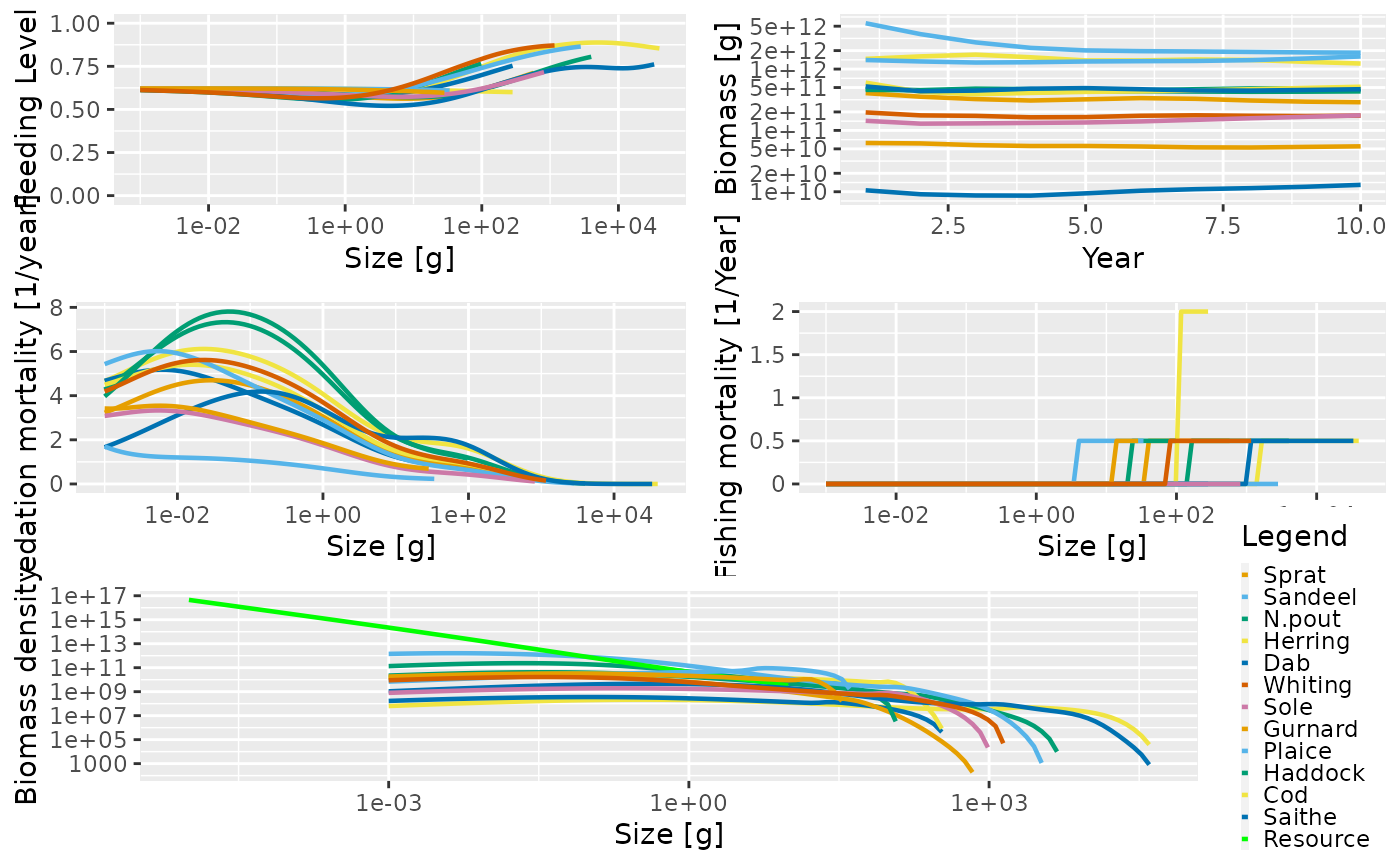 Feeding Level
1.00
0.75
0.50
0.25
0.00
1e-02
1e+00
1e+02
1e+04
Size [g]
Biomass [g]
5e+12
2e+12
1e+12
5e+11
2e+11
1e+11
5e+10
2e+10
1e+10
2.5
5.0
7.5
10.0
Year
edation mortality [1/year]
8
6
4
2
0
1e-02
1e+00
1e+02
1e+04
Size [g]
Fishing mortality [1/Year]
2
1.5
1
0.5
0
1e-02
1e+00
1e+02
Size [g]
Biomass density
1e+17
1e+15
1e+13
1e+11
1e+09
1e+07
1e+05
1000
1e-03
1e+00
1e+03
Size [g]
Legend
Sprat
Sandeel
N.pout
Herring
Dab
Whiting
Sole
Gurnard
Plaice
Haddock
Cod
Saithe
Resource